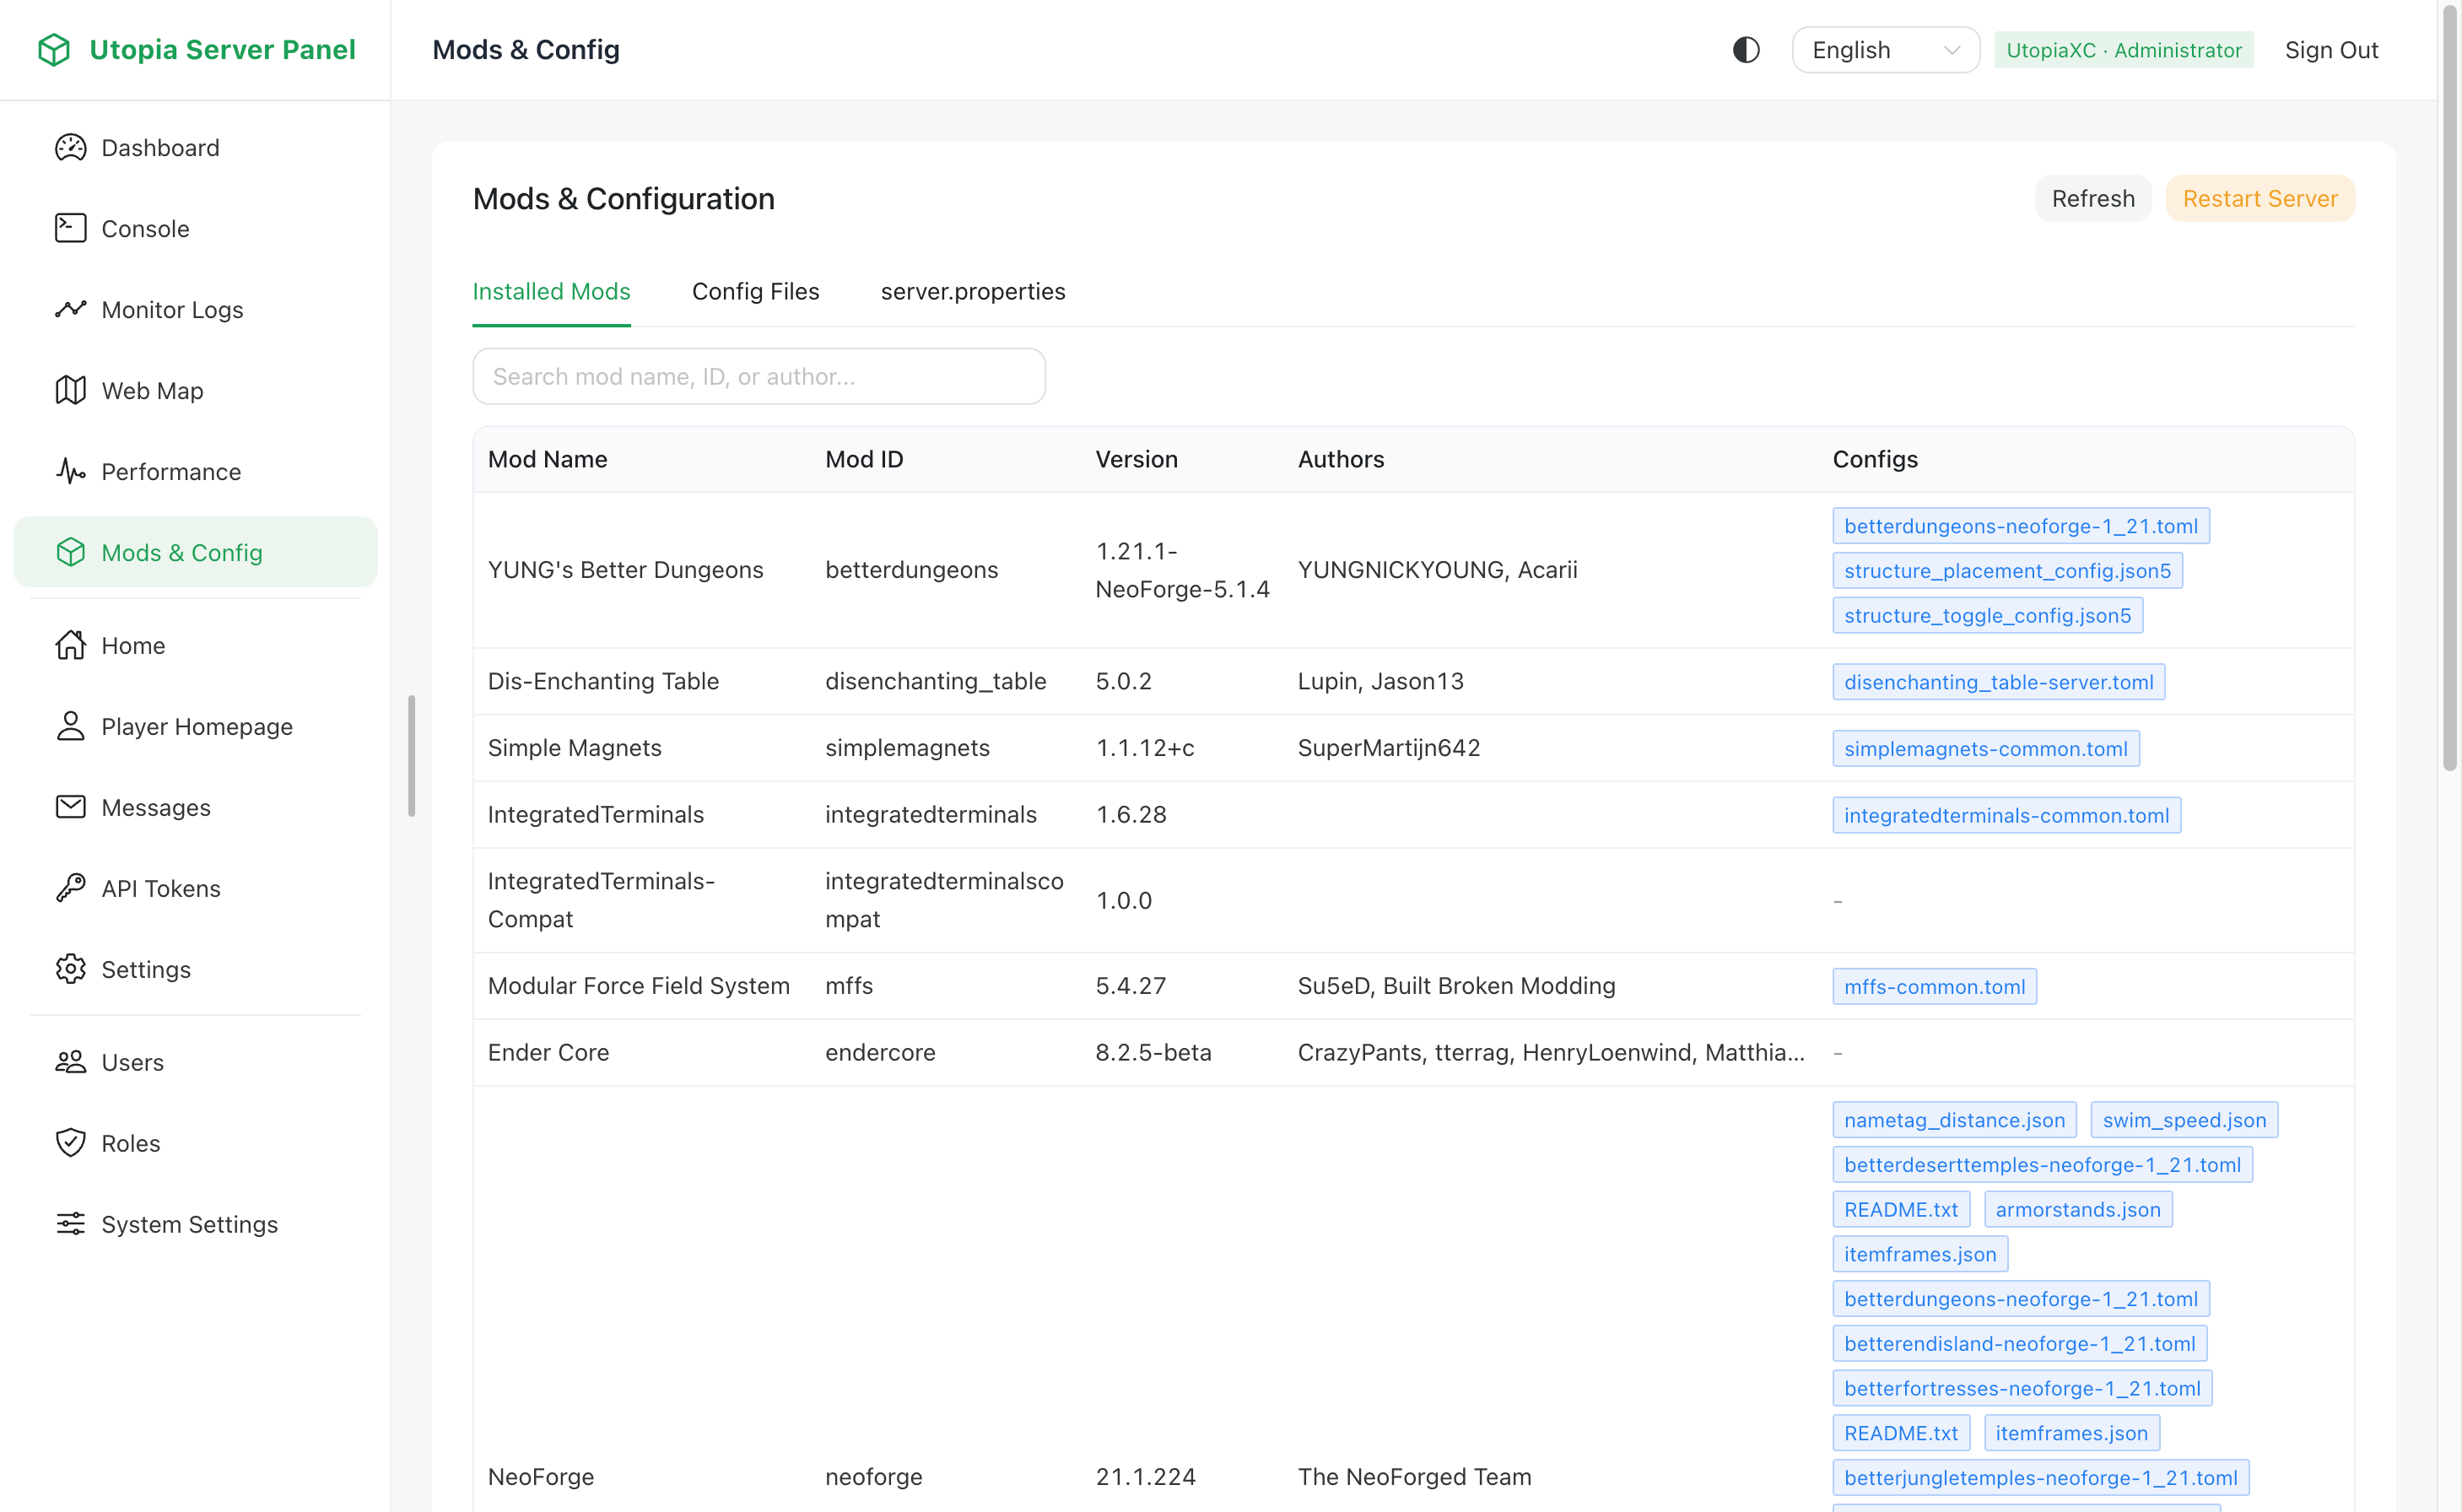 Utopia Server Panel
Mods & Config
English
UtopiaXC · Administrator
Sign Out
Dashboard
Console
Monitor Logs
Web Map
Performance
Mods & Config
Home
Player Homepage
Messages
API Tokens
Settings
Users
Roles
System Settings
Mods & Configuration
Refresh
Restart Server
Installed Mods
Config Files
server.properties
Search mod name, ID, or author...
Mod Name
Mod ID
Version
Authors
Configs
YUNG's Better Dungeons
betterdungeons
1.21.1-
NeoForge-5.1.4
YUNGNICKYOUNG, Acarii
betterdungeons-neoforge-1_21.toml
structure_placement_config.json5
structure_toggle_config.json5
Dis-Enchanting Table
disenchanting_table
5.0.2
Lupin, Jason13
disenchanting_table-server.toml
Simple Magnets
simplemagnets
1.1.12+c
SuperMartijn642
simplemagnets-common.toml
IntegratedTerminals
integratedterminals
1.6.28
integratedterminals-common.toml
IntegratedTerminals-
Compat
integratedterminalsco
mpat
1.0.0
-
Modular Force Field System
mffs
5.4.27
Su5eD, Built Broken Modding
mffs-common.toml
Ender Core
endercore
8.2.5-beta
CrazyPants, tterrag, HenryLoenwind, Matthia...
-
NeoForge
neoforge
21.1.224
The NeoForged Team
nametag_distance.json
swim_speed.json
betterdeserttemples-neoforge-1_21.toml
README.txt
armorstands.json
itemframes.json
betterdungeons-neoforge-1_21.toml
betterendisland-neoforge-1_21.toml
betterfortresses-neoforge-1_21.toml
README.txt
itemframes.json
betterjungletemples-neoforge-1_21.toml